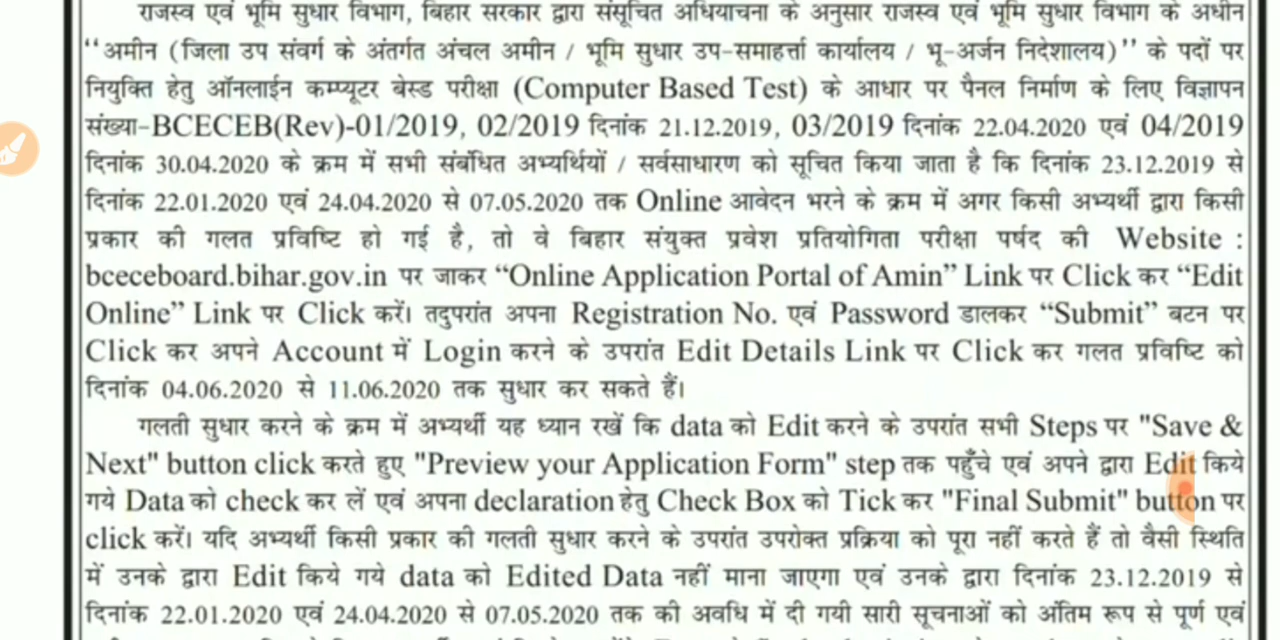 राजस्व एवं भूमि सुधार विभाग, बिहार सरकार द्वारा संसूचित अधियाचना के अनुसार राजस्व एवं भूमि सुधार विभाग के अधीन
“अमीन (जिला उप संवर्ग के अंतर्गत अंचल अमीन / भूमि सुधार उप-समाहर्त्ता कार्यालय / भू-अर्जन निदेशालय)” के पदों पर
नियुक्ति हेतु ऑनलाईन कम्प्यूटर बेस्ड परीक्षा (Computer Based Test) के आधार पर पैनल निर्माण के लिए विज्ञापन
संख्या-BCECEB(Rev)-01/2019, 02/2019 दिनांक 21.12.2019, 03/2019 दिनांक 22.04.2020 एवं 04/2019
दिनांक 30.04.2020 के क्रम में सभी संबंधित अभ्यर्थियों / सर्वसाधारण को सूचित किया जाता है कि दिनांक 23.12.2019 से
दिनांक 22.01.2020 एवं 24.04.2020 से 07.05.2020 तक Online आवेदन भरने के क्रम में अगर किसी अभ्यर्थी द्वारा किसी
प्रकार की गलत प्रविष्टि हो गई है, तो वे बिहार संयुक्त प्रवेश प्रतियोगिता परीक्षा पर्षद की Website :
bceceboard.bihar.gov.in पर जाकर “Online Application Portal of Amin” Link पर Click कर “Edit
Online” Link पर Click करें। तदुपरांत अपना Registration No. एवं Password डालकर “Submit” बटन पर
Click कर अपने Account में Login करने के उपरांत Edit Details Link पर Click कर गलत प्रविष्टि को
दिनांक 04.06.2020 से 11.06.2020 तक सुधार कर सकते हैं।
गलती सुधार करने के क्रम में अभ्यर्थी यह ध्यान रखें कि data को Edit करने के उपरांत सभी Steps पर "Save &
Next" button click करते हुए "Preview your Application Form" step तक पहुँचे एवं अपने द्वारा Edit किये
गये Data को check कर लें एवं अपना declaration हेतु Check Box को Tick कर "Final Submit" button पर
click करें। यदि अभ्यर्थी किसी प्रकार की गलती सुधार करने के उपरांत उपरोक्त प्रक्रिया को पूरा नहीं करते हैं तो वैसी स्थिति
में उनके द्वारा Edit किये गये data को Edited Data नहीं माना जाएगा एवं उनके द्वारा दिनांक 23.12.2019 से
दिनांक 22.01.2020 एवं 24.04.2020 से 07.05.2020 तक की अवधि में दी गयी सारी सूचनाओं को अंतिम रूप से पूर्ण एवं